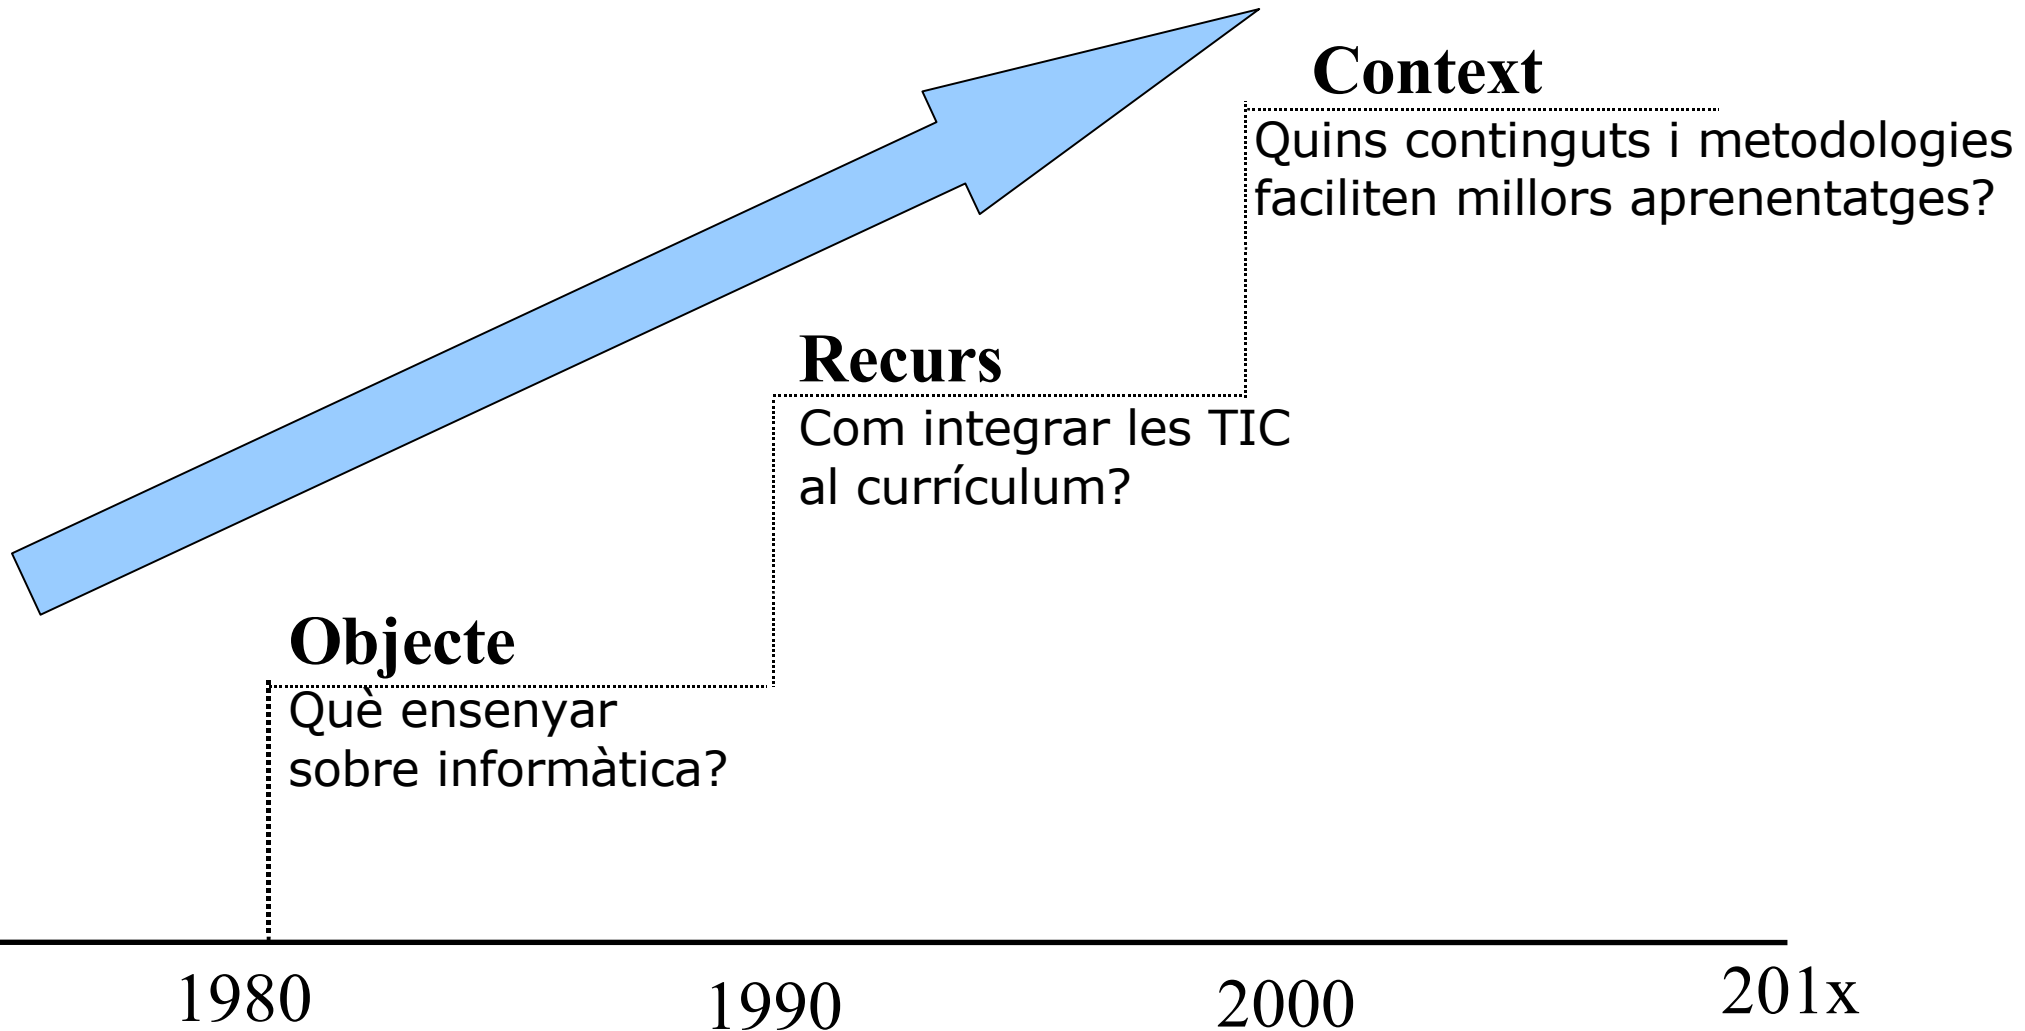 Context
Quins continguts i metodologies
faciliten millors aprenentatges?
Recurs
Com integrar les TIC
al currículum?
Objecte
Què ensenyar
sobre informàtica?
1980
1990
2000
201x